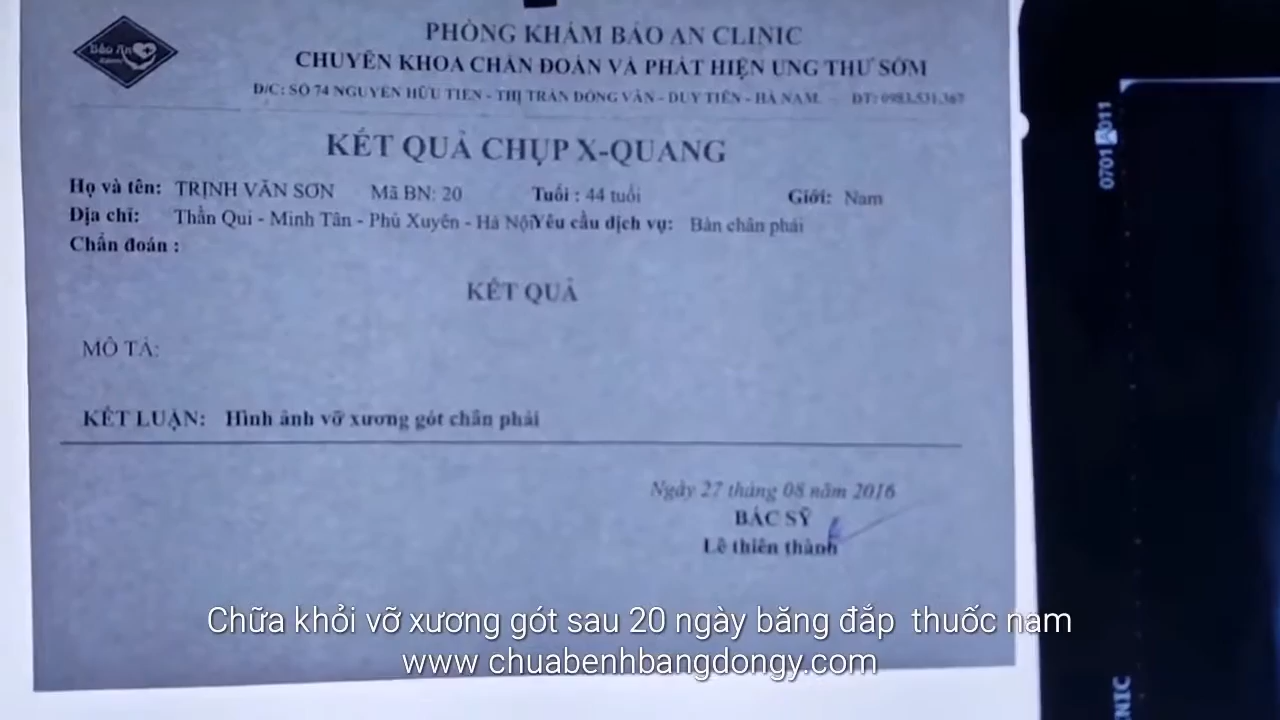 Bảo An
PHÒNG KHÁM BẢO AN CLINIC
CHUYÊN KHOA CHẨN ĐOÁN VÀ PHÁT HIỆN UNG THƯ SỚM
Đ/C: SỐ 74 NGUYỄN HỮU TIẾN - THỊ TRẤN ĐỒNG VĂN - DUY TIÊN - HÀ NAM. ĐT: 0983.531.367
KẾT QUẢ CHỤP X-QUANG
Họ và tên: TRỊNH VĂN SƠN Mã BN: 20 Tuổi : 44 tuổi Giới: Nam
Địa chỉ: Thần Qui - Minh Tân - Phú Xuyên - Hà Nội Yêu cầu dịch vụ: Bàn chân phải
Chẩn đoán :
KẾT QUẢ
MÔ TẢ:
KẾT LUẬN: Hình ảnh vỡ xương gót chân phải
Ngày 27 tháng 08 năm 2016
BÁC SỸ
Lê thiên thành
Chữa khỏi vỡ xương gót sau 20 ngày băng đắp thuốc nam
www chuabenhbangdongy.com